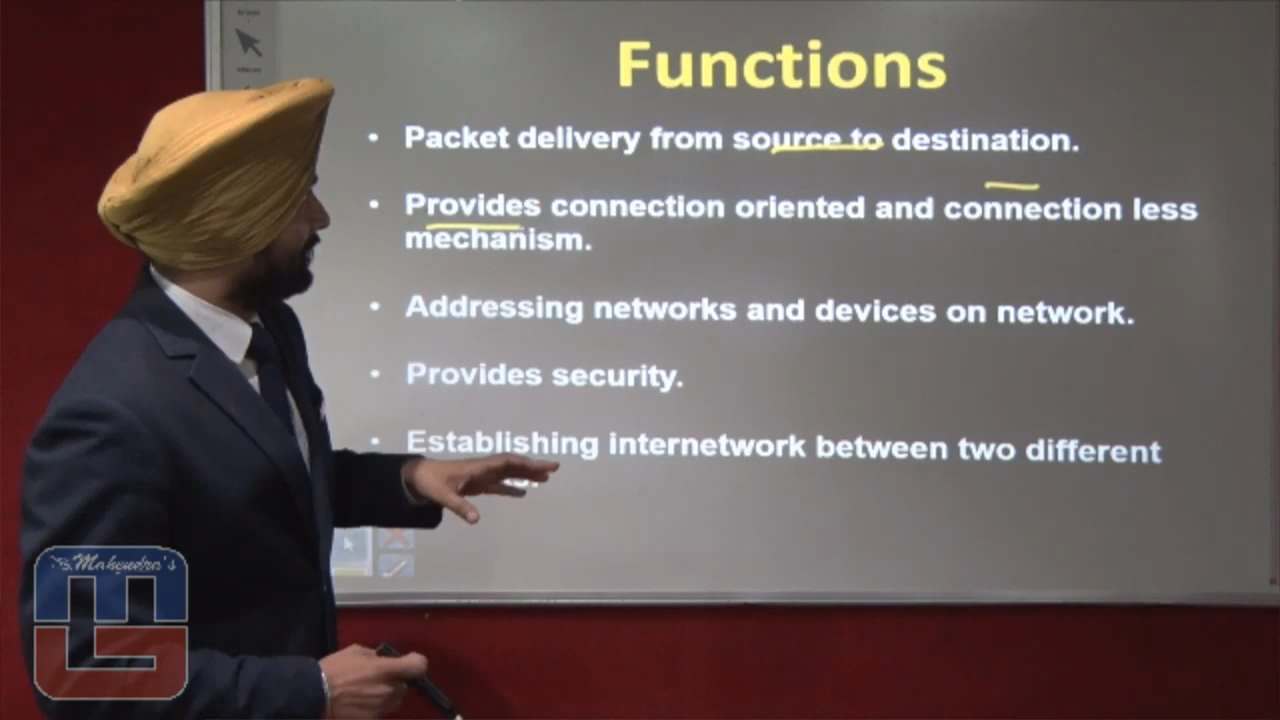 Functions
• Packet delivery from source to destination.
• Provides connection oriented and connection less
mechanism.
• Addressing networks and devices on network.
• Provides security.
• Establishing internetwork between two different
Mahendra's